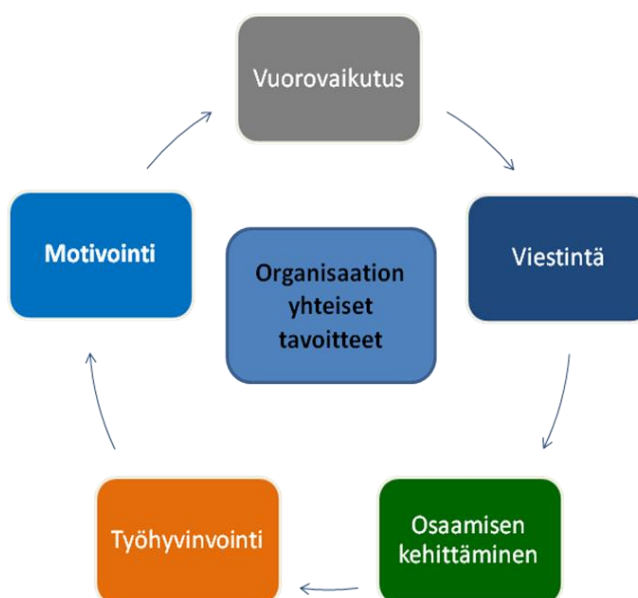 Vuorovaikutus
Viestintä
Osaamisen
kehittäminen
Työhyvinvointi
Motivointi
Organisaation
yhteiset
tavoitteet